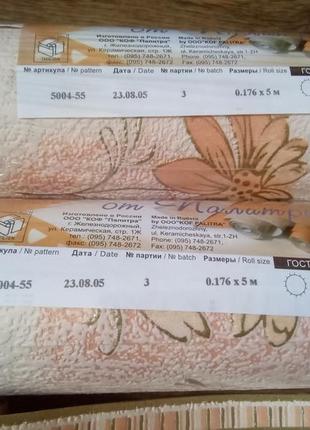 от
Изготовлено в России
ООО "КОФ "Палитра"
г. Железнодорожный,
ул. Керамическая, стр. 1Ж
Тел.: (095) 748-2671,
факс: (095) 748-2672
Made in Russia
by OOO"KOF PALITRA"
Zheleznodorozhny,
ul. Keramicheskaya, str.1-ZH
Phone: (095) 748-2671,
Fax: (095) 748-2672
№ артикула / № pattern Дата / Date № партии / № batch Размеры / Roll size ГОС
5004-55 23.08.05 3 0.176 x 5 м
от Палитр
Изготовлено в России
ООО "КОФ "Палитра"
г. Железнодорожный,
ул. Керамическая, стр. 1Ж
тел.: (095) 748-2671,
факс: (095) 748-2672
Made in Russia
by OOO"KOF PALITRA"
Zheleznodorozhny,
ul. Keramicheskaya, str.1-ZH
Phone: (095) 748-2671,
Fax: (095) 748-2672
кула / № pattern Дата / Date № партии / № batch Размеры / Roll size ГОСТ
004-55 23.08.05 3 0.176 x 5 м